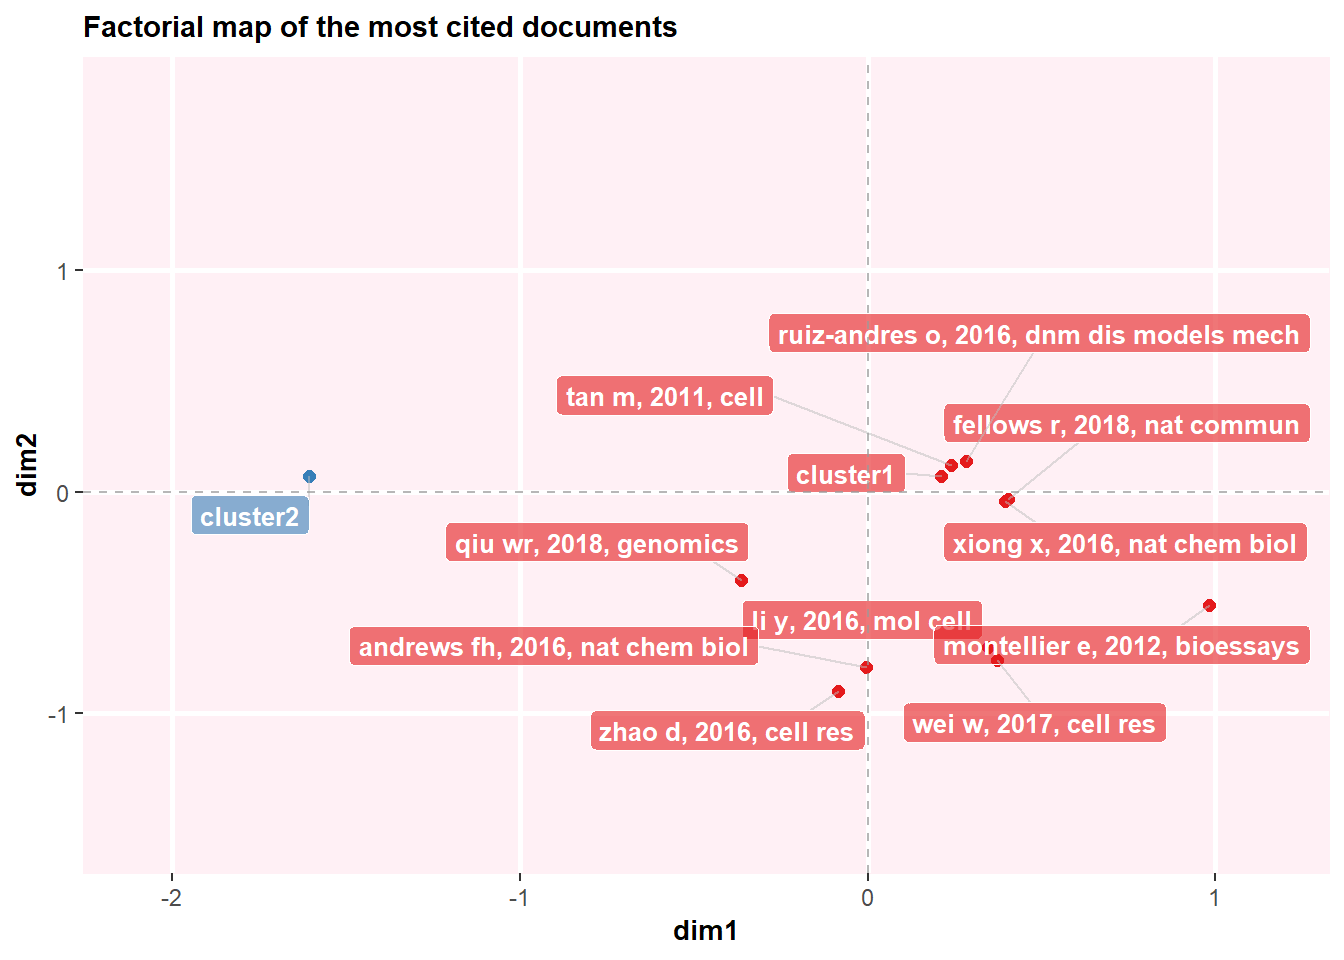 Factorial map of the most cited documents
dim2
1
0
-1
ruiz-andres o, 2016, dnm dis models mech
tan m, 2011, cell
fellows r, 2018, nat commun
cluster1
cluster2
qiu wr, 2018, genomics
xiong x, 2016, nat chem biol
li y, 2016, mol cell
andrews fh, 2016, nat chem biol
montellier e, 2012, bioessays
zhao d, 2016, cell res
wei w, 2017, cell res
-2
-1
0
1
dim1